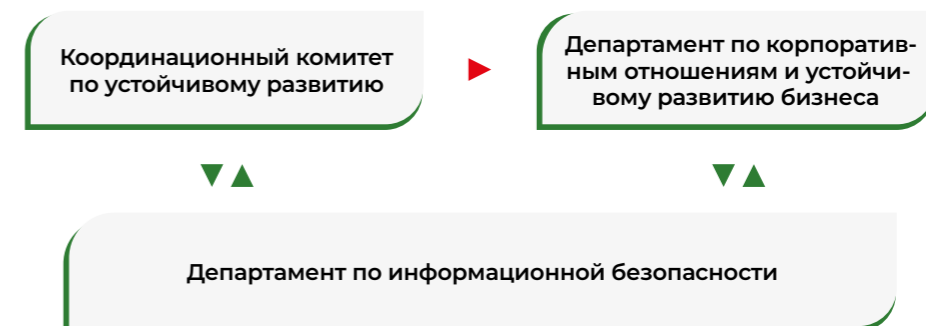 Координационный комитет
по устойчивому развитию
Департамент по корпоратив-
ным отношениям и устойчи-
вому развитию бизнеса
Департамент по информационной безопасности